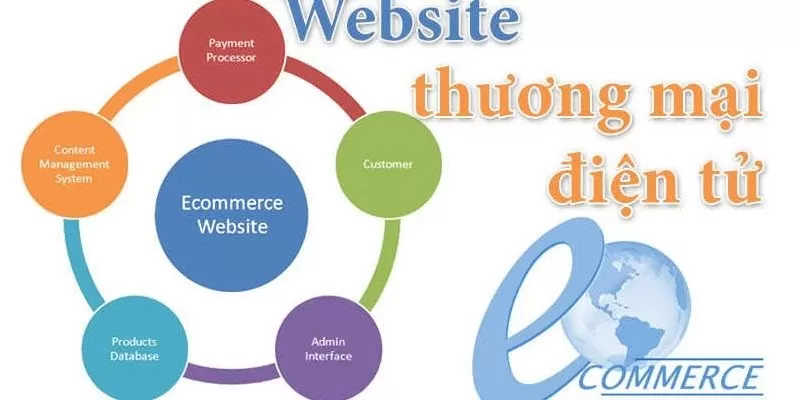 Website
thương mại
điện tử
Payment
Processor
Customer
Admin
Interface
Products
Database
Content
Management
System
Ecommerce
Website
e
COMMERCE